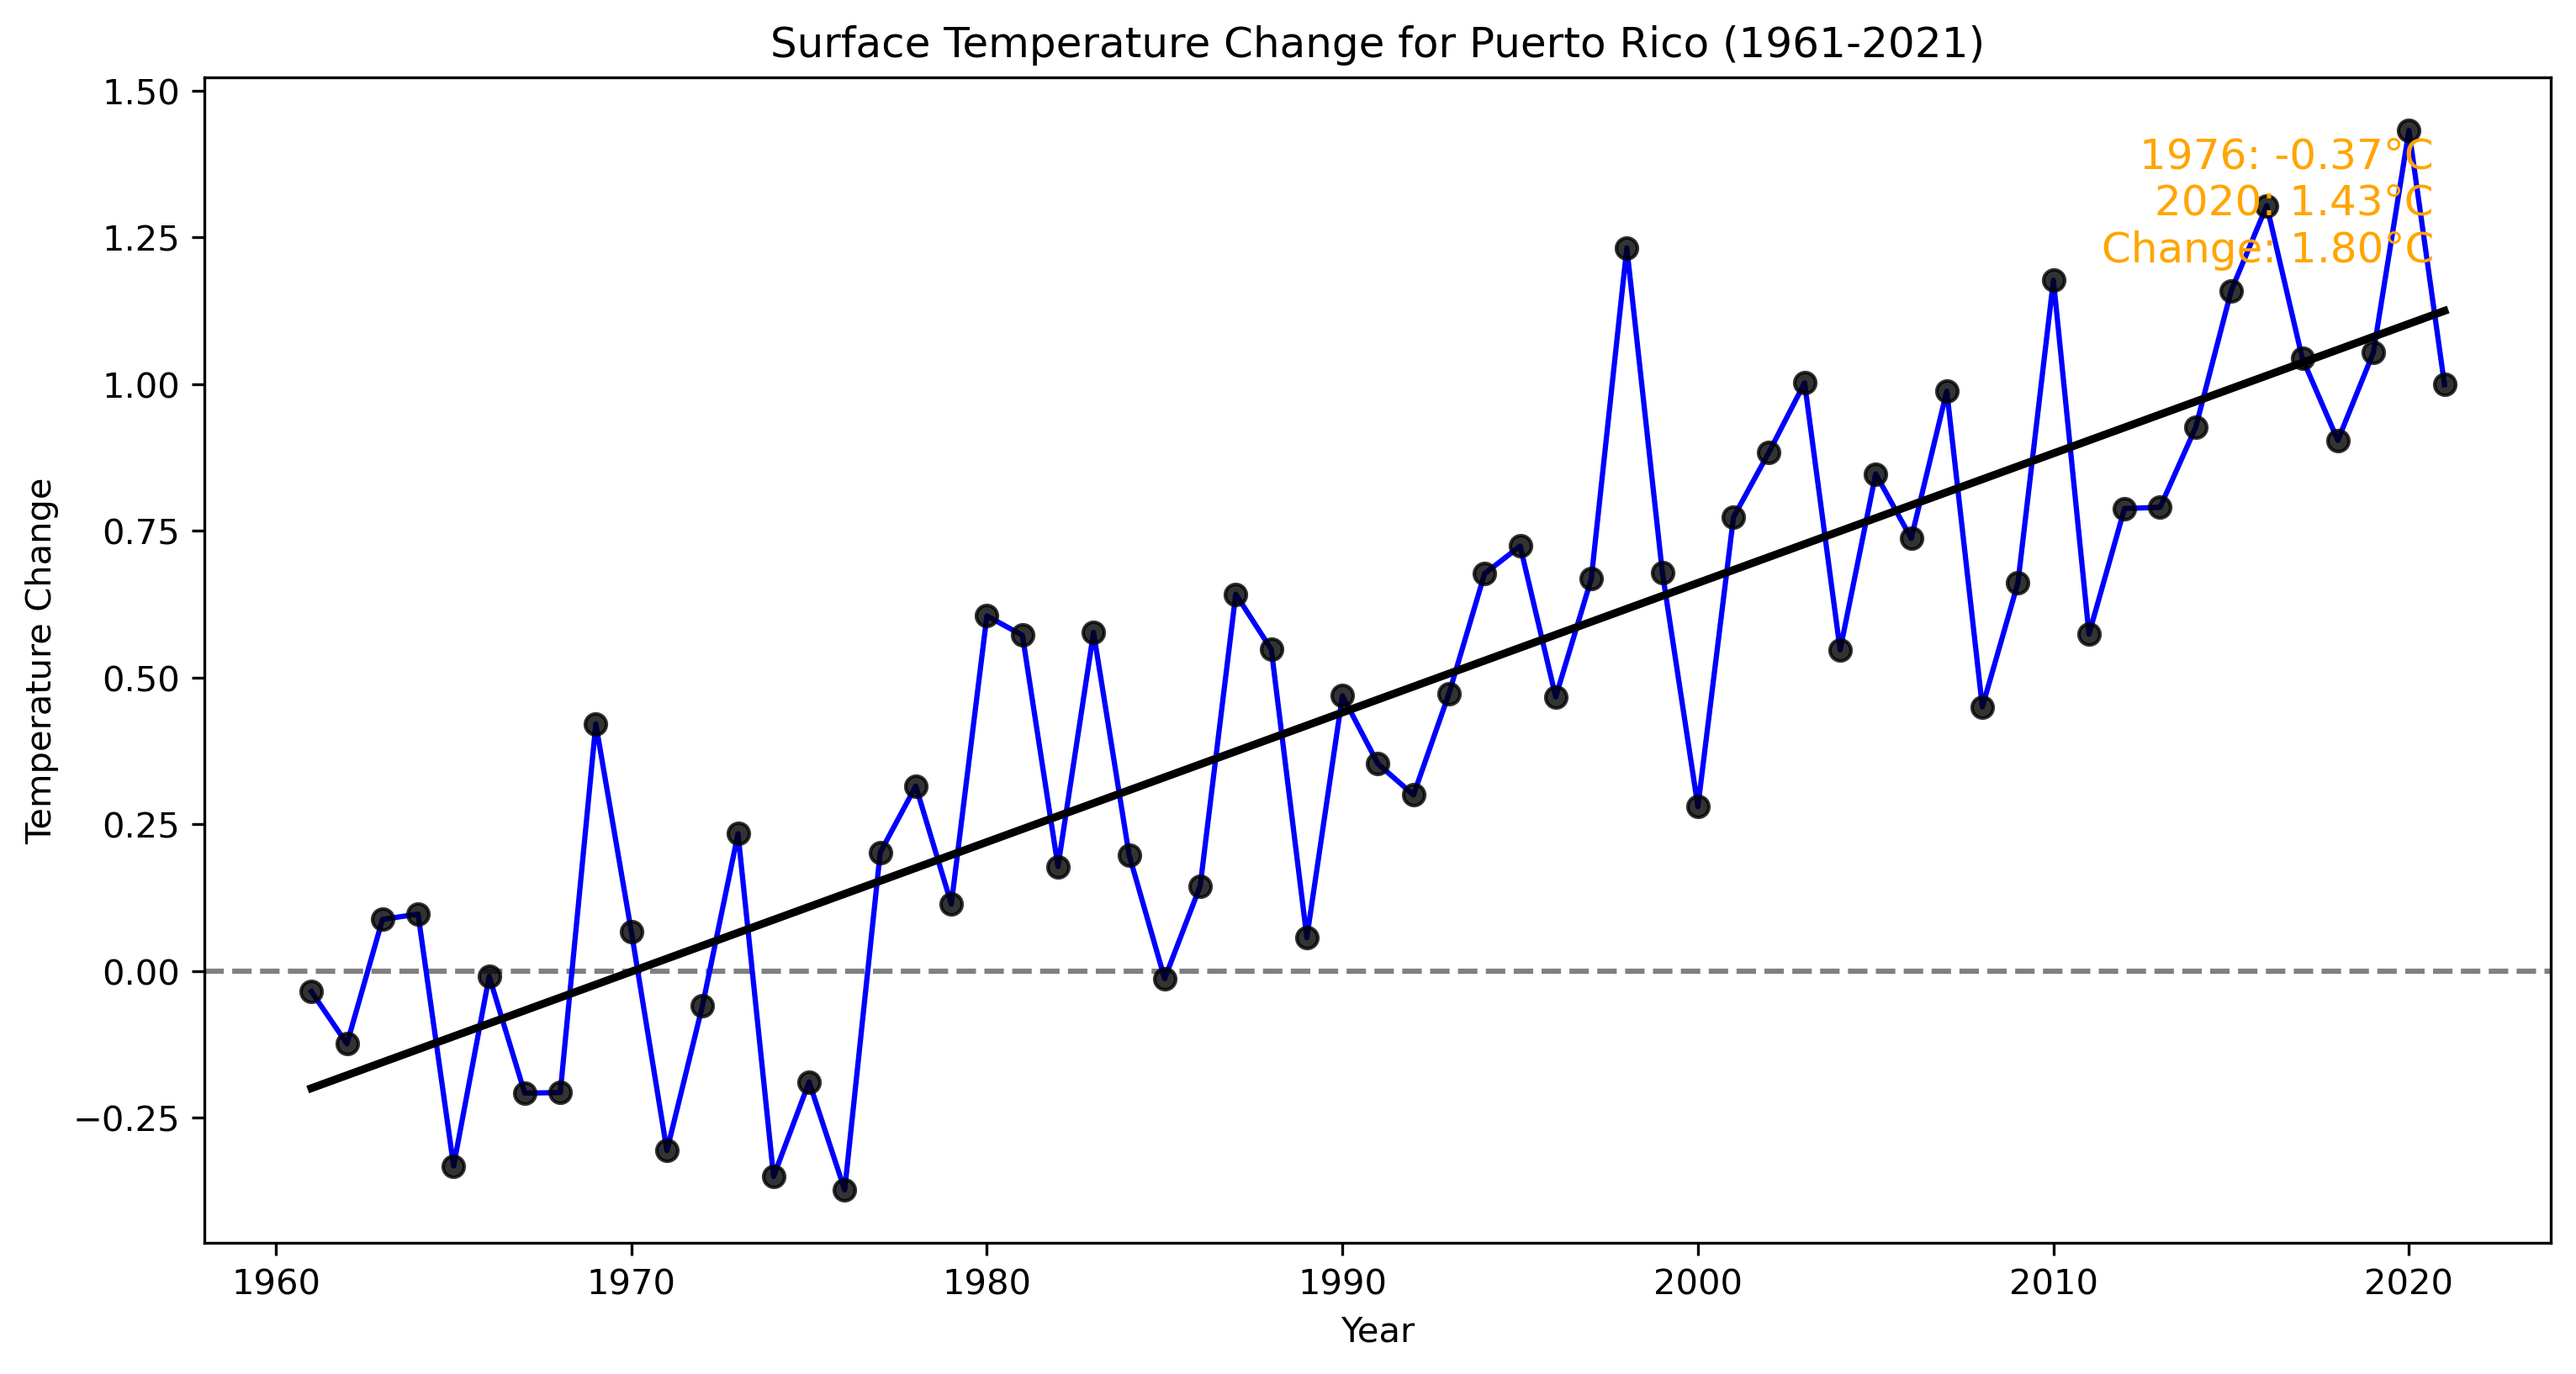 Surface Temperature Change for Puerto Rico (1961-2021)
1.50
1.25
1.00
0.75
0.50
0.25
0.00
−0.25
Temperature Change
1976: -0.37°C
2020: 1.43°C
Change: 1.80°C
1960 1970 1980 1990 2000 2010 2020
Year